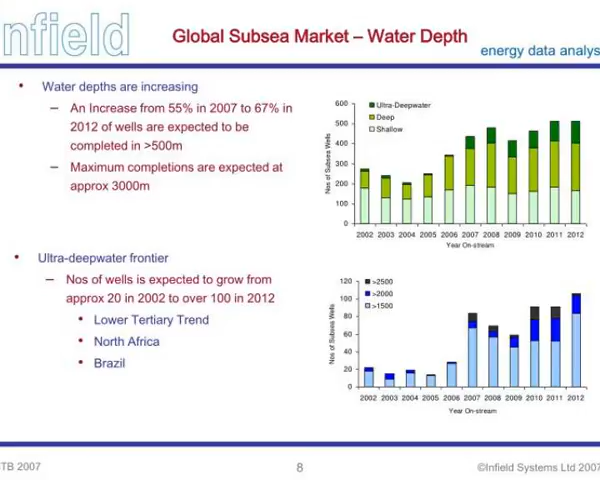 nfield
Global Subsea Market – Water Depth
energy data analys
• Water depths are increasing
– An Increase from 55% in 2007 to 67% in
2012 of wells are expected to be
completed in >500m
– Maximum completions are expected at
approx 3000m
600
500
400
300
200
100
0
Nos of Subsea Wells
Ultra-Deepwater
Deep
Shallow
2002 2003 2004 2005 2006 2007 2008 2009 2010 2011 2012
Year On-stream
• Ultra-deepwater frontier
– Nos of wells is expected to grow from
approx 20 in 2002 to over 100 in 2012
• Lower Tertiary Trend
• North Africa
• Brazil
120
100
80
60
40
20
0
Nos of Subsea Wells
>2500
>2000
>1500
2002 2003 2004 2005 2006 2007 2008 2009 2010 2011 2012
Year On-stream
TB 2007
8
©Infield Systems Ltd 2007